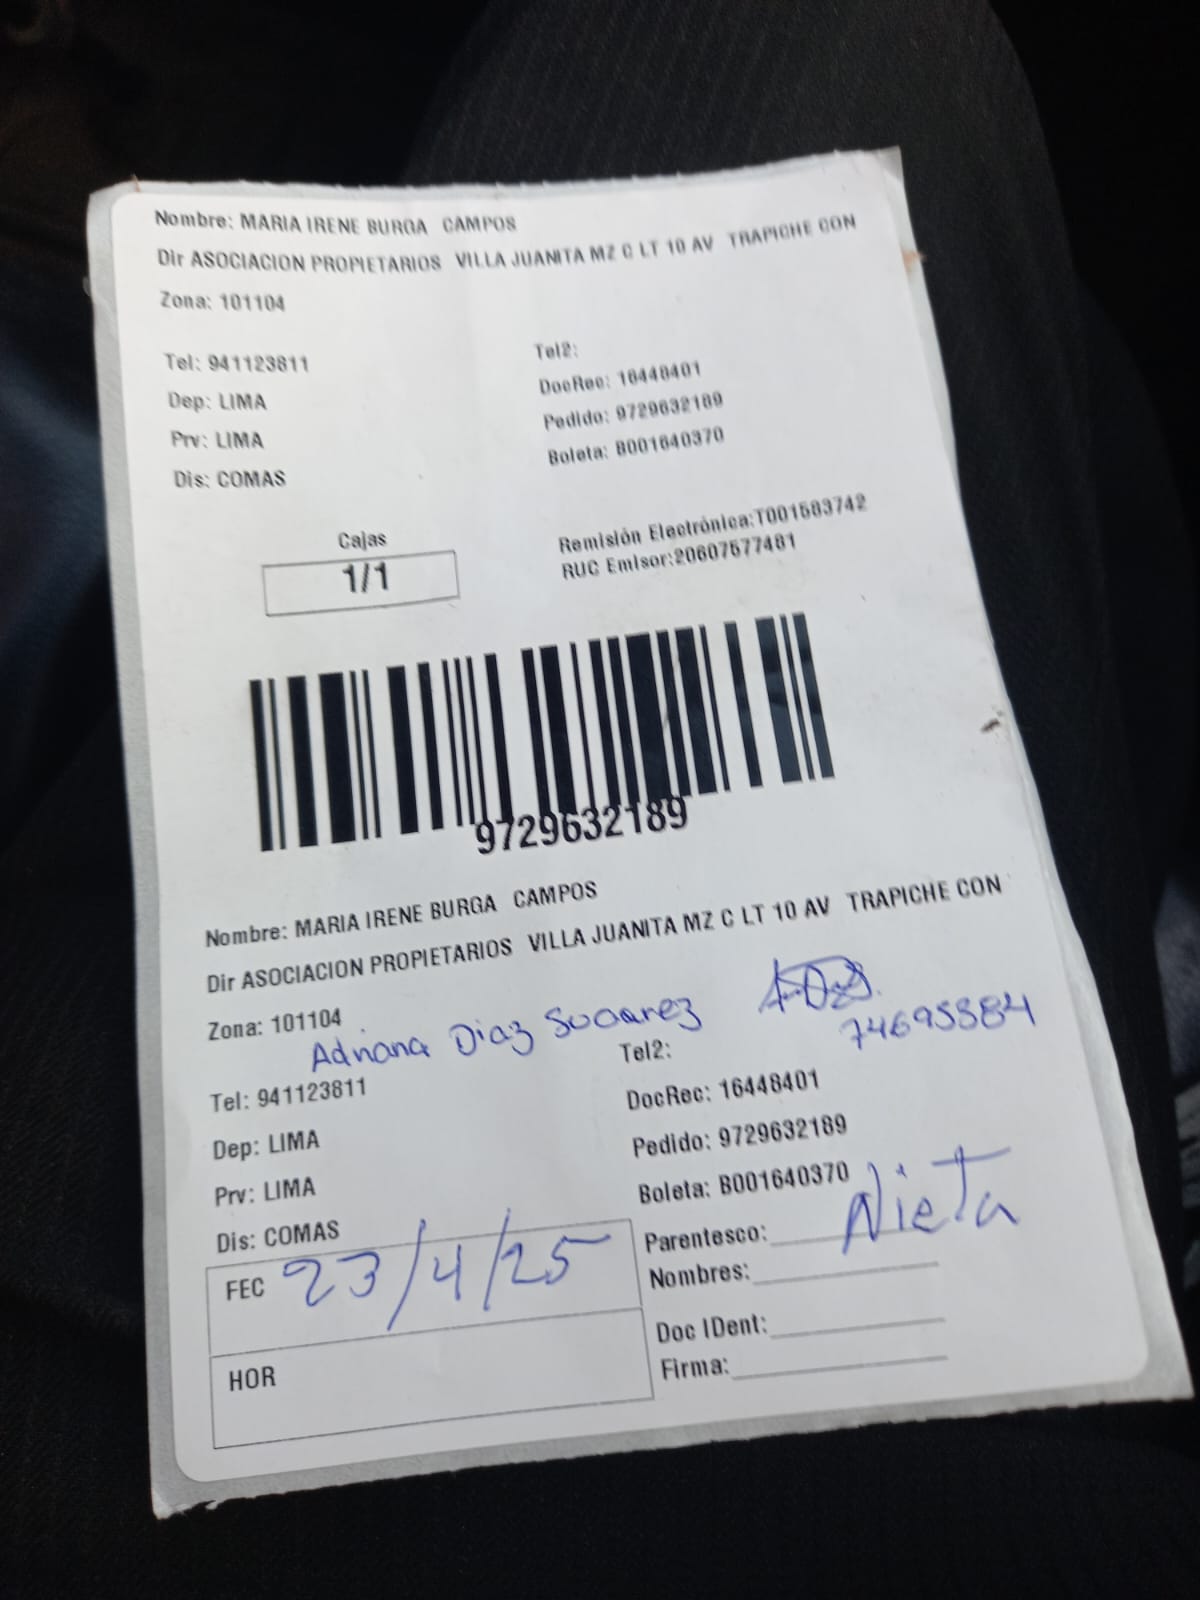 Nombre: MARIA IRENE BURGA CAMPOS
Dir ASOCIACION PROPIETARIOS VILLA JUANITA MZ C LT 10 AV TRAPICHE CON
Zona: 101104
Tel: 941123811
Tel2:
DocRec: 16448401
Dep: LIMA
Pedido: 9729632189
Prv: LIMA
Boleta: B001640370
Dis: COMAS
Cajas
1/1
Remisión Electrónica:T001583742
RUC Emisor:20607577481
9729632189
Nombre: MARIA IRENE BURGA CAMPOS
Dir ASOCIACION PROPIETARIOS VILLA JUANITA MZ C LT 10 AV TRAPICHE CON
Zona: 101104
Adriana Diaz Suarez
74695584
Tel: 941123811
Tel2:
DocRec: 16448401
Dep: LIMA
Pedido: 9729632189
Prv: LIMA
Boleta: B001640370
Dis: COMAS
Parentesco: Nieta
FEC 23/4/25
Nombres:
Doc IDent:
HOR
Firma: